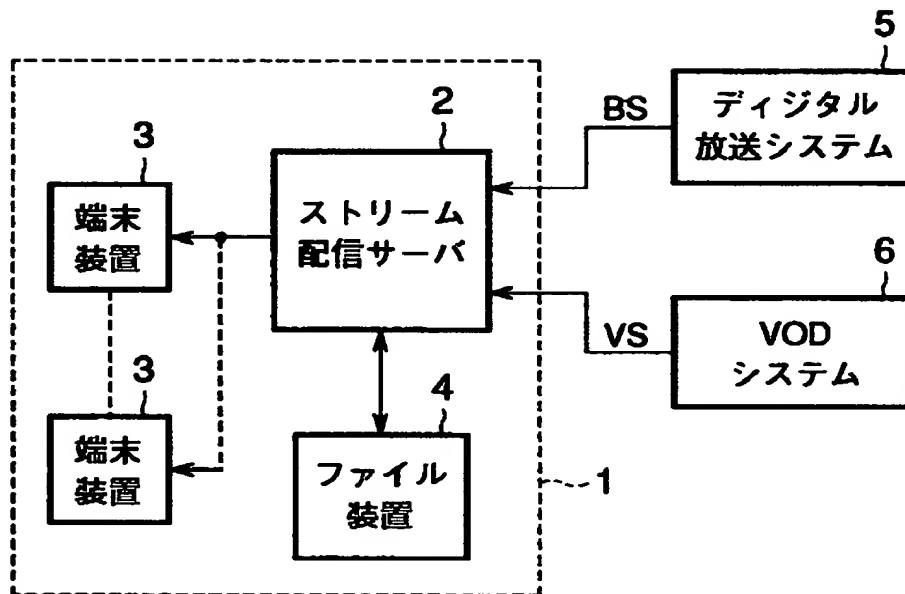 5
ディジタル
放送システム
BS
2
ストリーム
配信サーバ
3
端末
装置
6
VOD
システム
VS
3
端末
装置
4
ファイル
装置
1